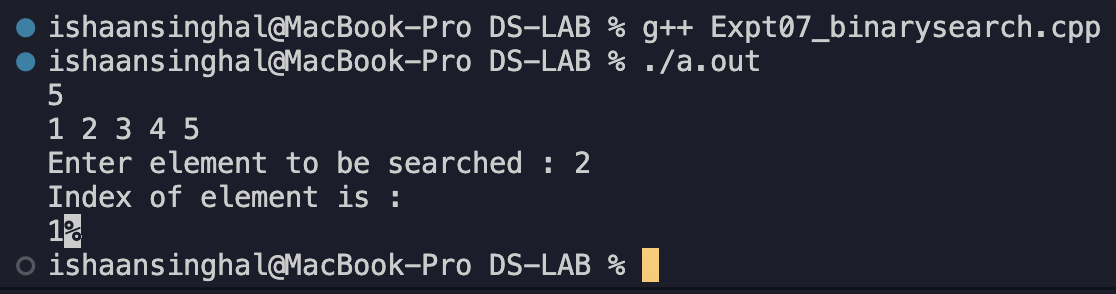 ishaansinghal@MacBook-Pro DS-LAB % g++ Expt07_binarysearch.cpp
ishaansinghal@MacBook-Pro DS-LAB % ./a.out
5
1 2 3 4 5
Enter element to be searched : 2
Index of element is :
1%
ishaansinghal@MacBook-Pro DS-LAB %